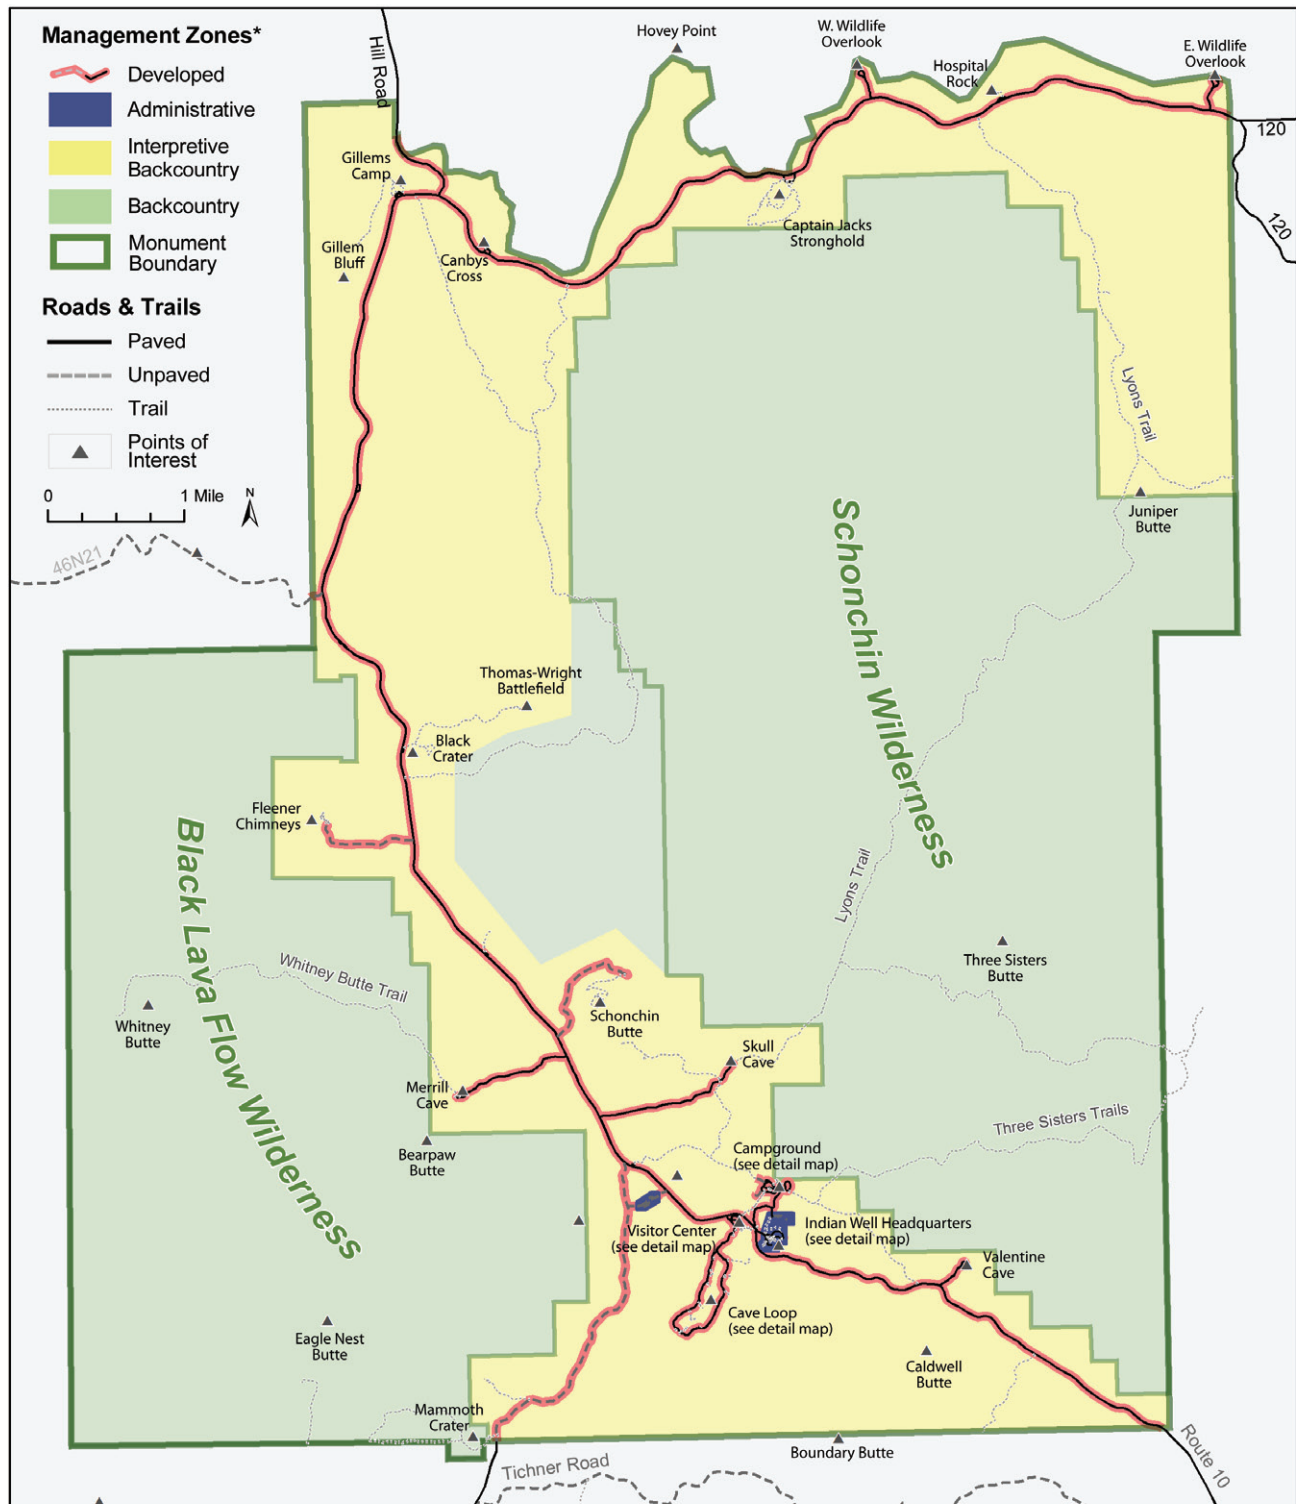 Management Zones*
Developed
Administrative
Interpretive
Backcountry
Backcountry
Monument
Boundary
Roads & Trails
Paved
Unpaved
Trail
Points of
Interest
0
1 Mile
N
46N21
Hill Road
Hovey Point
W. Wildlife
Overlook
Hospital
Rock
E. Wildlife
Overlook
120
120
Gillems
Camp
Gillem
Bluff
Canbys
Cross
Captain Jacks
Stronghold
Lyons Trail
Juniper
Butte
Schonchin Wilderness
Thomas-Wright
Battlefield
Black
Crater
Fleener
Chimneys
Black Lava Flow Wilderness
Lyons Trail
Three Sisters
Butte
Whitney Butte Trail
Whitney
Butte
Schonchin
Butte
Skull
Cave
Merrill
Cave
Three Sisters Trails
Bearpaw
Butte
Campground
(see detail map)
Visitor Center
(see detail map)
Indian Well Headquarters
(see detail map)
Valentine
Cave
Cave Loop
(see detail map)
Eagle Nest
Butte
Caldwell
Butte
Mammoth
Crater
Boundary Butte
Tichner Road
Route 10